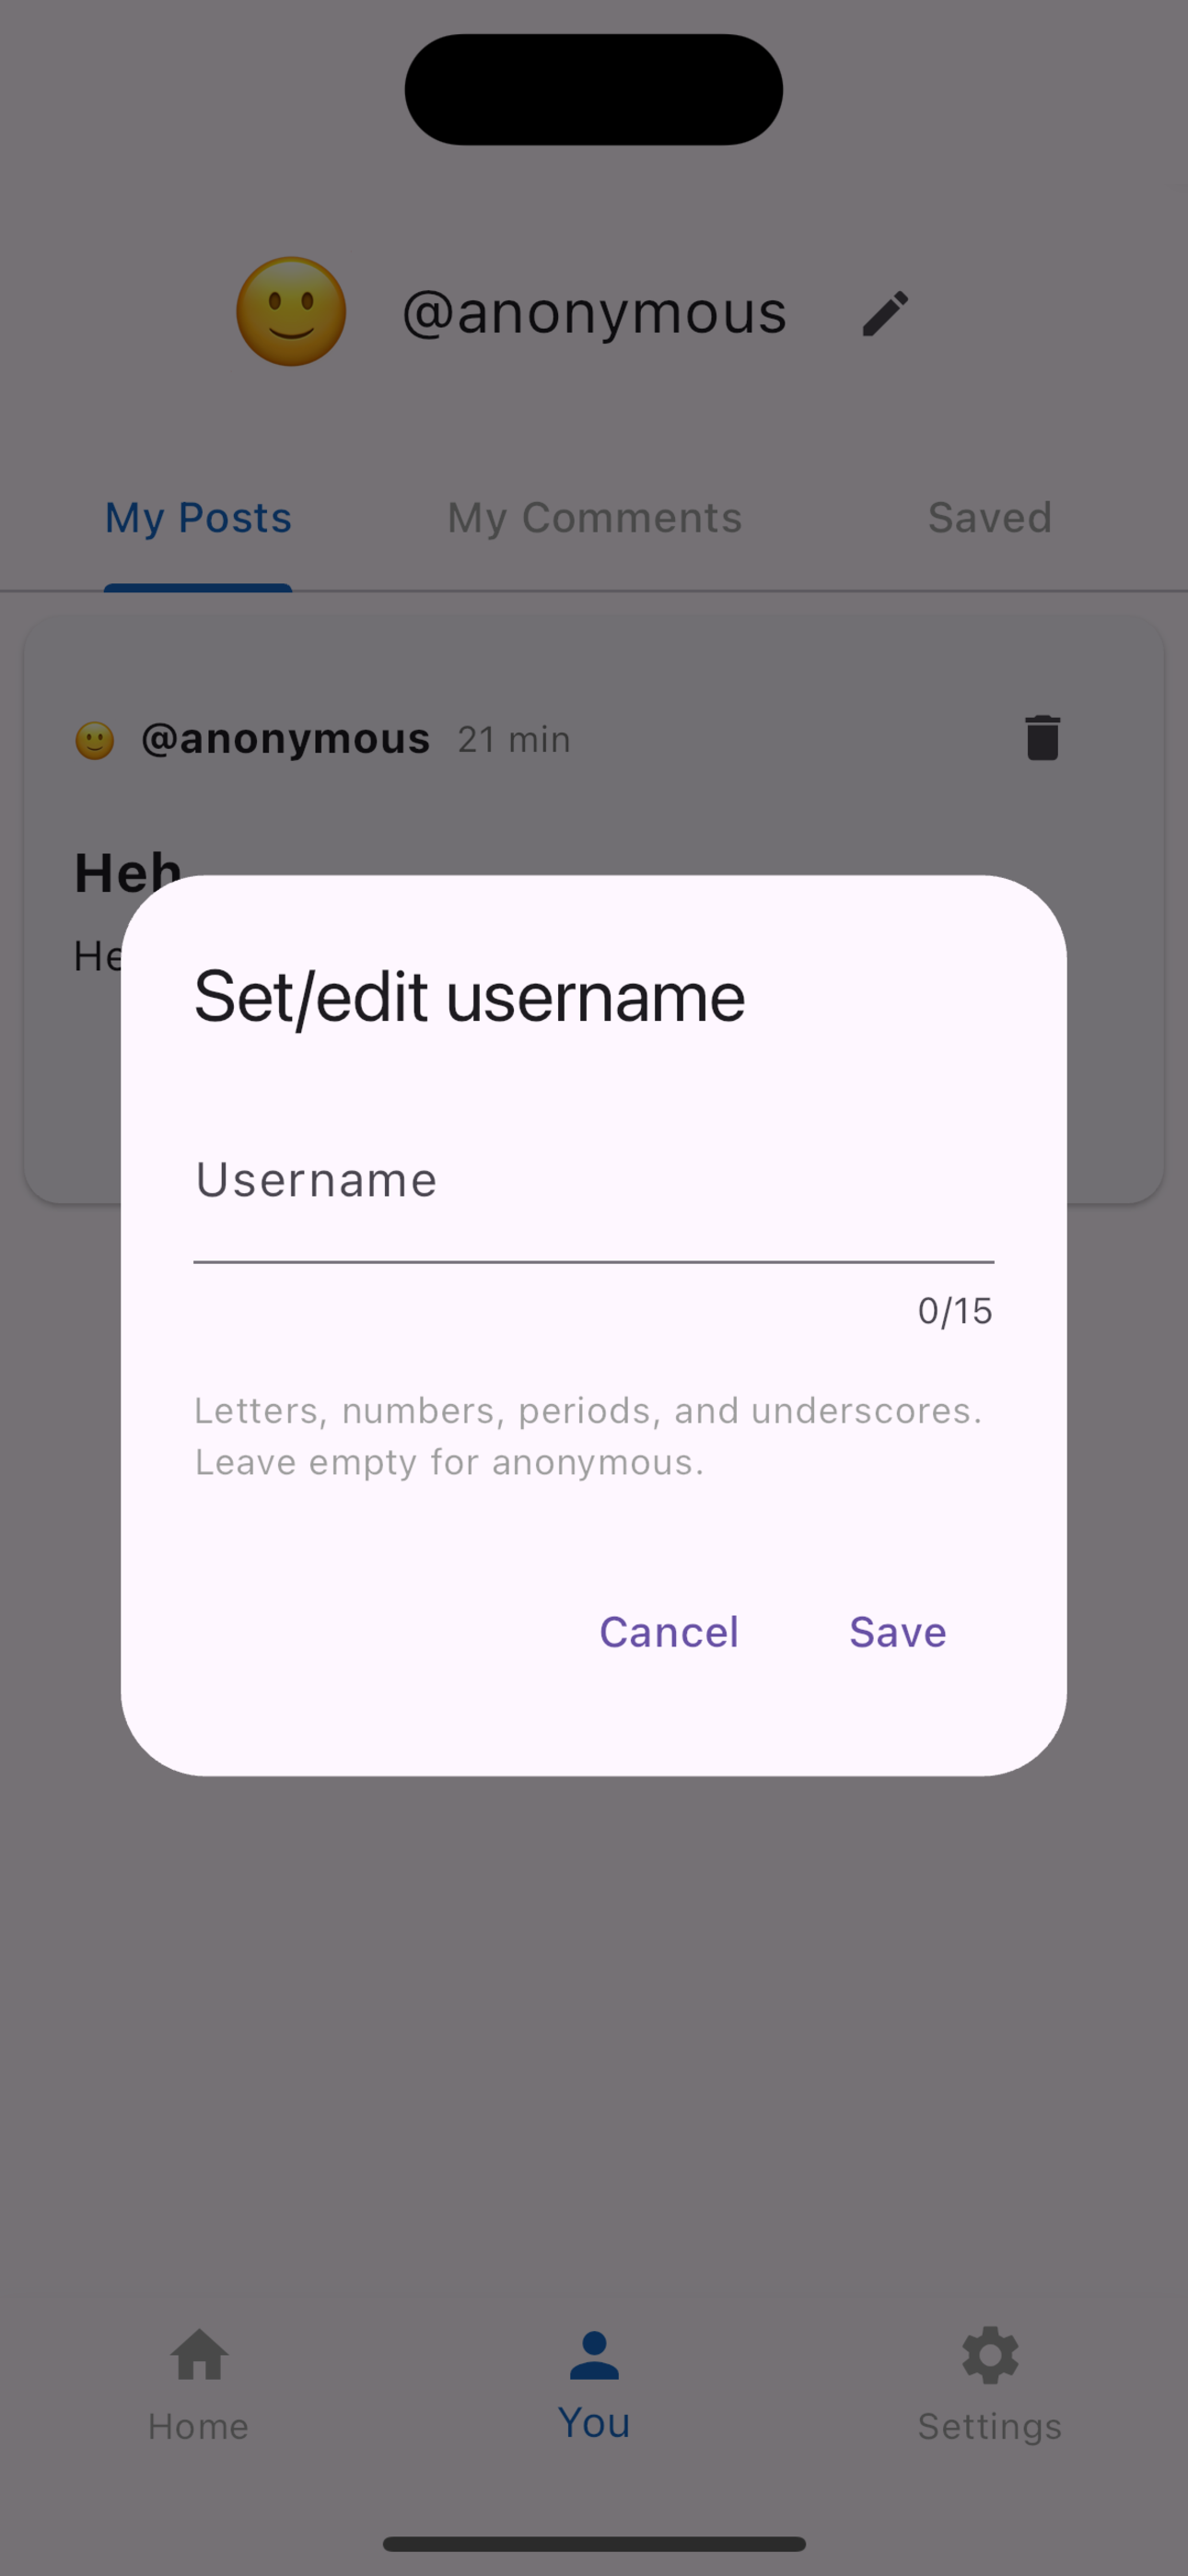 @anonymous
My Posts My Comments Saved
@anonymous 21 min
Heh
He
Set/edit username
Username
0/15
Letters, numbers, periods, and underscores.
Leave empty for anonymous.
Cancel Save
Home You Settings